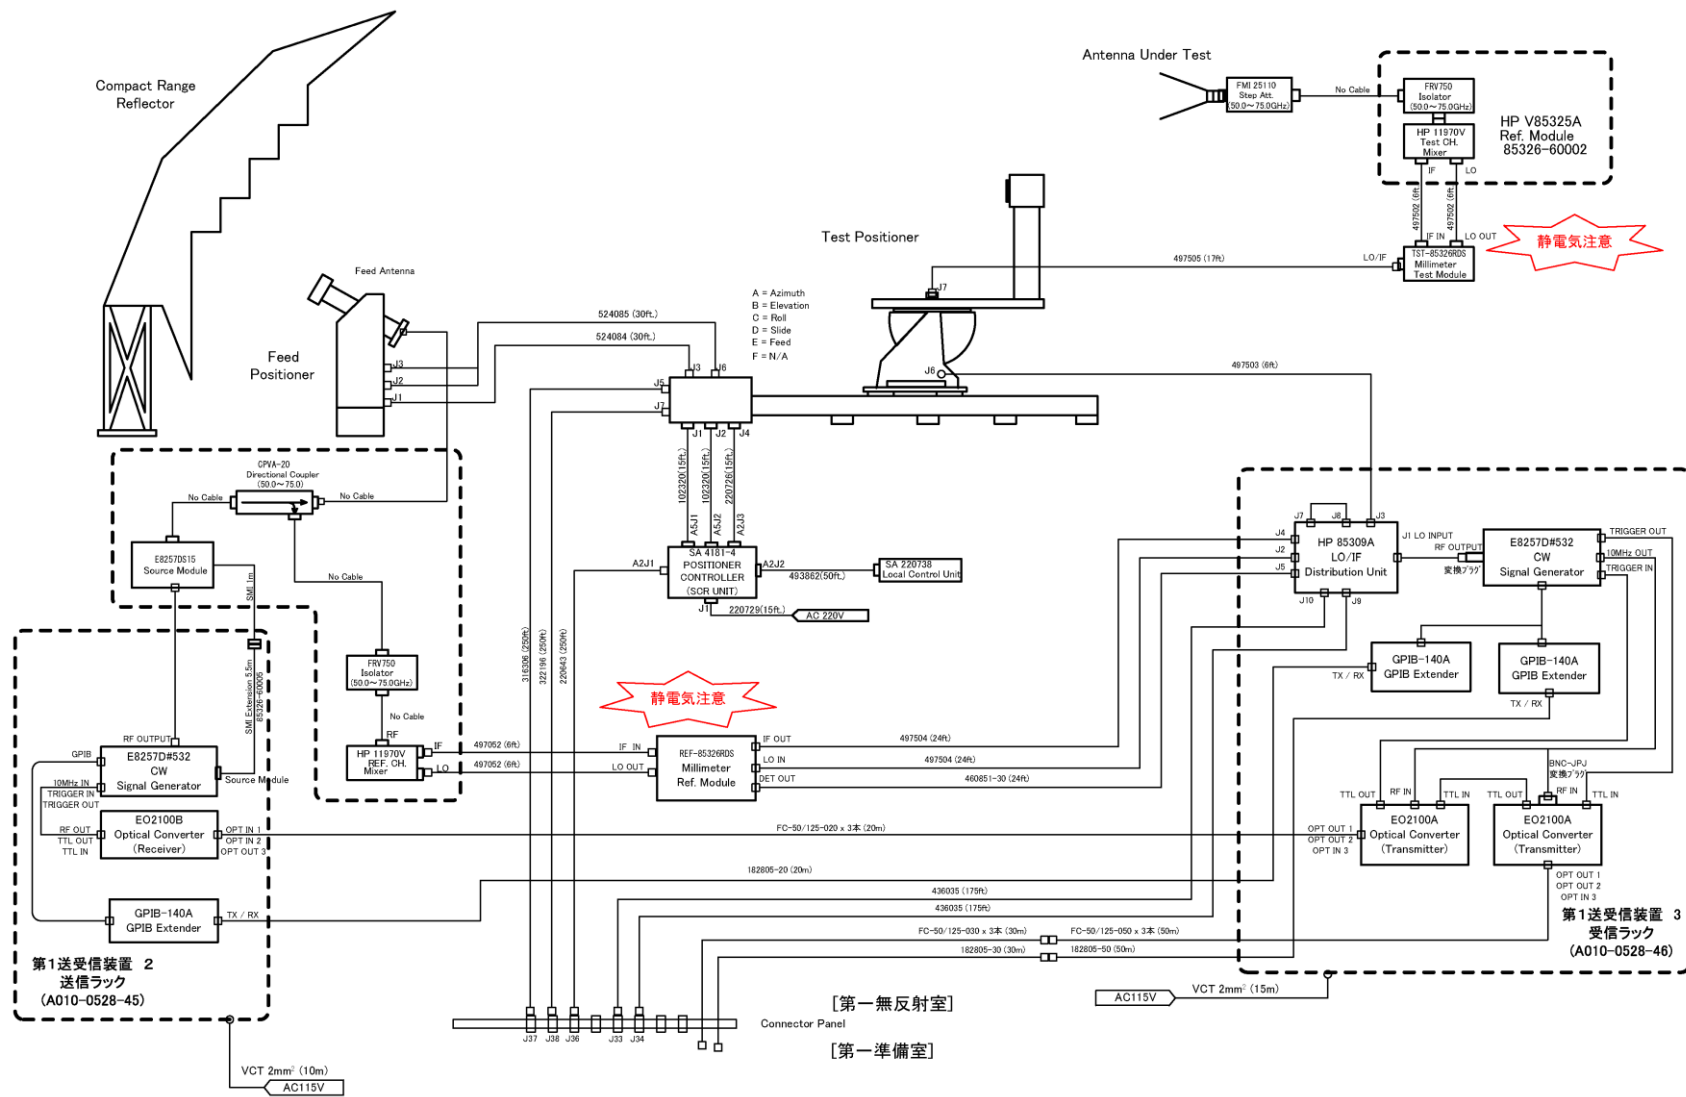 Compact Range
Reflector
Antenna Under Test
FMI 25110
Step Att.
(50.0～75.0GHz)
No Cable
FRV750
Isolator
(50.0～75.0GHz)
HP 11970V
Test CH.
Mixer
HP V85325A
Ref. Module
85326-60002
IF
LO
497502 (6ft)
497502 (6ft)
IF IN
LO OUT
TST-85326RDS
Millimeter
Test Module
静電気注意
LO/IF
497505 (17ft)
Test Positioner
J7
J6
497503 (6ft)
A = Azimuth
B = Elevation
C = Roll
D = Slide
E = Feed
F = N/A
Feed Antenna
Feed
Positioner
J3
J2
J1
524085 (30ft.)
524084 (30ft.)
J3
J6
J5
J7
J1
J2
J4
102320(15ft.)
102320(15ft.)
220726(15ft.)
A5J1
A5J2
A2J3
SA 4181-4
POSITIONER
CONTROLLER
(SCR UNIT)
A2J1
A2J2
493862(50ft.)
SA 220738
Local Control Unit
J1
220729(15ft.)
AC 220V
316306 (250ft)
322196 (250ft)
220643 (250ft)
CPVA-20
Directional Coupler
(50.0～75.0)
No Cable
No Cable
E8257DS15
Source Module
SMI 1m
No Cable
SMI Extension 5.5m
85326-60005
FRV750
Isolator
(50.0～75.0GHz)
No Cable
RF
HP 11970V
REF. CH.
Mixer
IF
LO
497052 (6ft)
497052 (6ft)
静電気注意
IF IN
LO OUT
REF-85326RDS
Millimeter
Ref. Module
IF OUT
LO IN
DET OUT
497504 (24ft)
497504 (24ft)
460851-30 (24ft)
RF OUTPUT
GPIB
E8257D#532
CW
Signal Generator
Source Module
10MHz IN
TRIGGER IN
TRIGGER OUT
RF OUT
TTL OUT
TTL IN
EO2100B
Optical Converter
(Receiver)
OPT IN 1
OPT IN 2
OPT OUT 3
FC-50/125-020 x 3本 (20m)
GPIB-140A
GPIB Extender
TX / RX
182805-20 (20m)
436035 (175ft)
436035 (175ft)
FC-50/125-030 x 3本 (30m)
FC-50/125-050 x 3本 (50m)
182805-30 (30m)
182805-50 (50m)
第1送受信装置 2
送信ラック
(A010-0528-45)
VCT 2mm² (10m)
AC115V
J37
J38
J36
J33
J34
Connector Panel
[第一無反射室]
[第一準備室]
J7
J8
J3
J4
J2
J5
J10
J9
HP 85309A
LO/IF
Distribution Unit
J1 LO INPUT
RF OUTPUT
変換プラグ
E8257D#532
CW
Signal Generator
TRIGGER OUT
10MHz OUT
TRIGGER IN
GPIB-140A
GPIB Extender
TX / RX
GPIB-140A
GPIB Extender
TX / RX
BNC-JPJ
変換プラグ
TTL OUT
RF IN
TTL IN
TTL OUT
RF IN
TTL IN
EO2100A
Optical Converter
(Transmitter)
OPT OUT 1
OPT OUT 2
OPT IN 3
EO2100A
Optical Converter
(Transmitter)
OPT OUT 1
OPT OUT 2
OPT IN 3
第1送受信装置 3
受信ラック
(A010-0528-46)
AC115V
VCT 2mm² (15m)